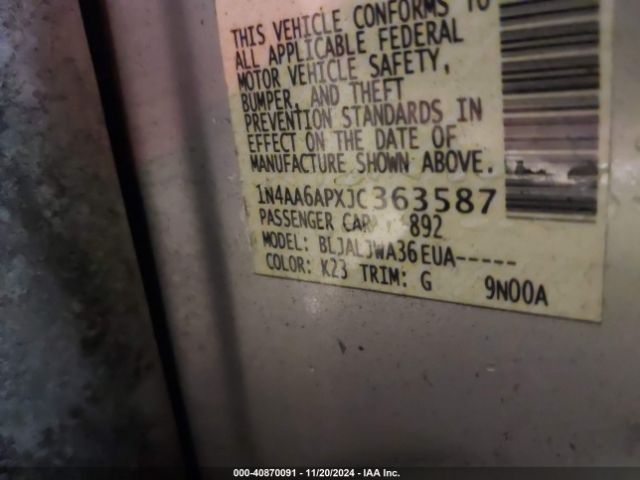 THIS VEHICLE CONFORMS TO
ALL APPLICABLE FEDERAL
MOTOR VEHICLE SAFETY,
BUMPER, AND THEFT
PREVENTION STANDARDS IN
EFFECT ON THE DATE OF
MANUFACTURE SHOWN ABOVE.
1N4AA6APXJC363587
PASSENGER CAR 892
MODEL: BLJALJWA36EUA-----
COLOR: K23 TRIM: G 9N00A
000-40870091 - 11/20/2024 - IAA Inc.